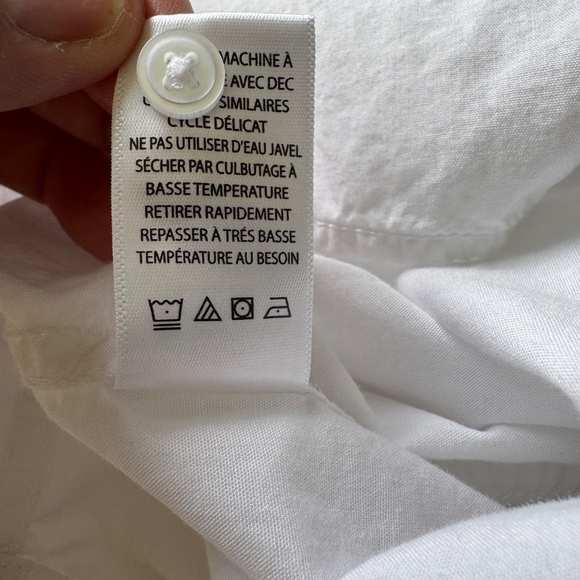 MACHINE À
AVEC DEC
SIMILAIRES
CYCLE DÉLICAT
NE PAS UTILISER D'EAU JAVEL
SÉCHER PAR CULBUTAGE À
BASSE TEMPERATURE
RETIRER RAPIDEMENT
REPASSER À TRÉS BASSE
TEMPÉRATURE AU BESOIN